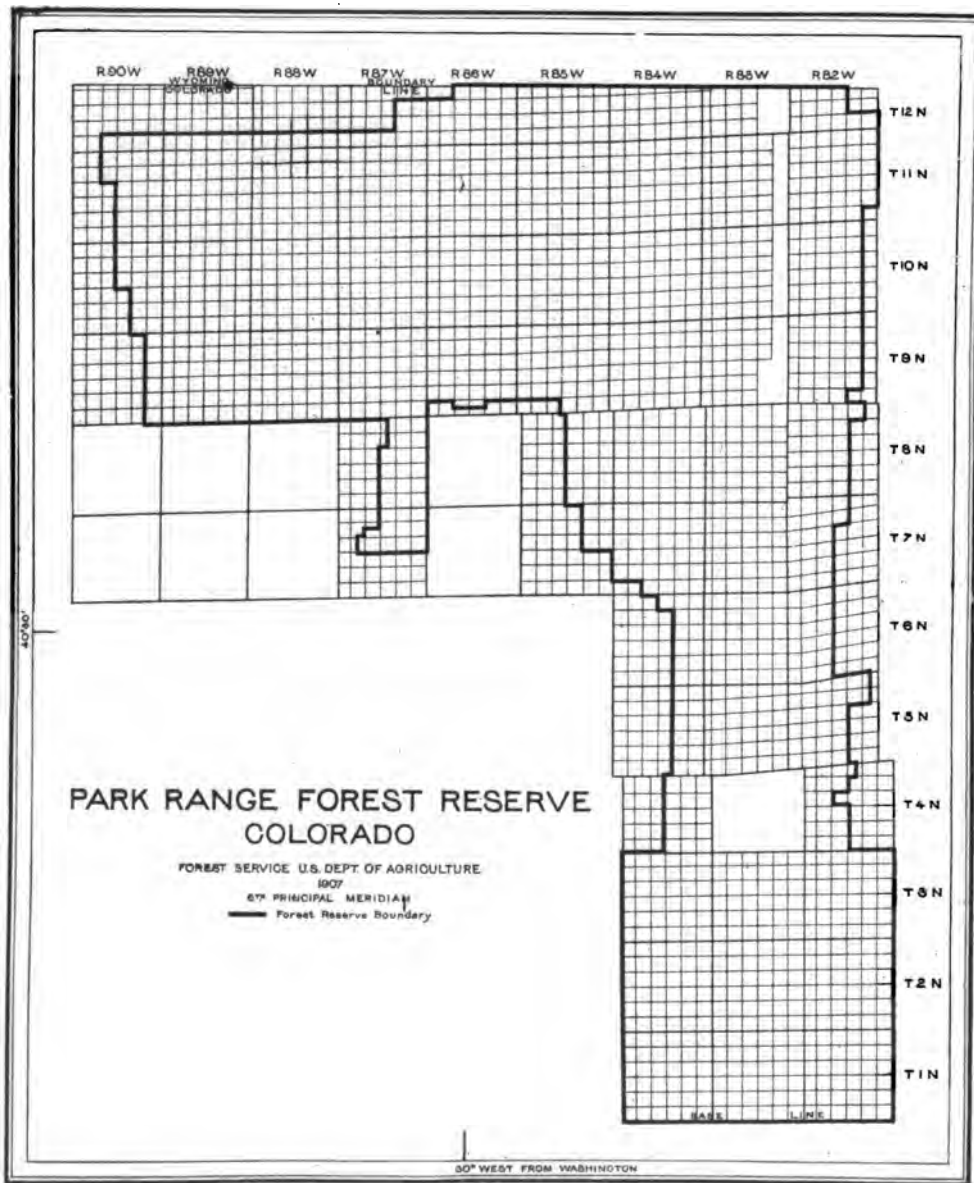 R90W R89W R88W R87W R86W R85W R84W R83W R82W
WYOMING BOUNDARY
COLORADO LINE
T12N
T11N
T10N
T9N
T8N
T7N
T6N
T5N
T4N
T3N
T2N
T1N
PARK RANGE FOREST RESERVE
COLORADO
FOREST SERVICE U.S. DEPT. OF AGRICULTURE
1907
6TH PRINCIPAL MERIDIAN
Forest Reserve Boundary
BASE LINE
30° WEST FROM WASHINGTON